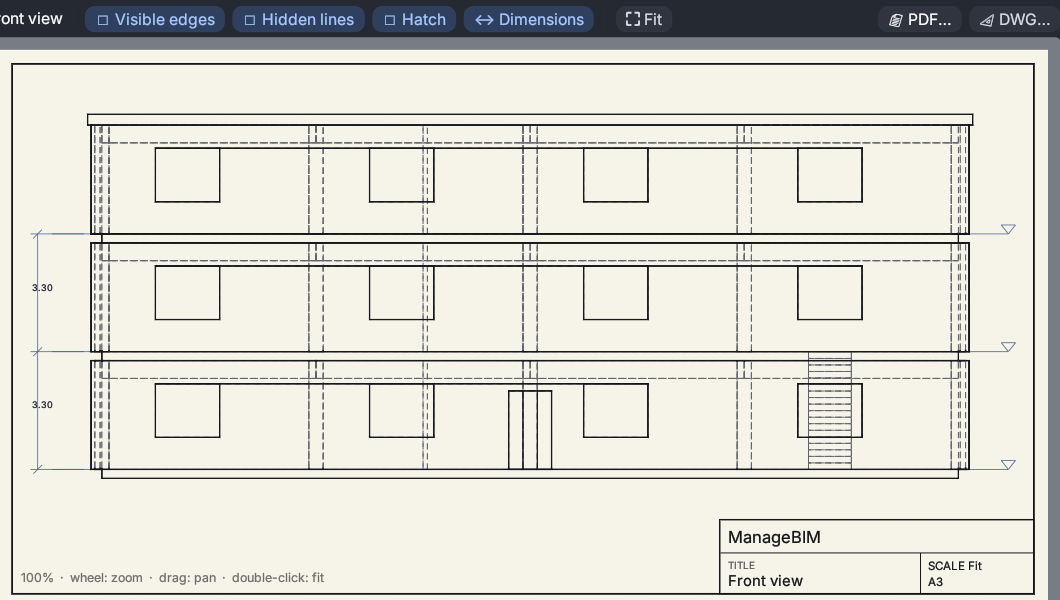 ont view
Visible edges
Hidden lines
Hatch
Dimensions
Fit
PDF...
DWG...
3.30
3.30
ManageBIM
TITLE
Front view
SCALE Fit
A3
100% · wheel: zoom · drag: pan · double-click: fit